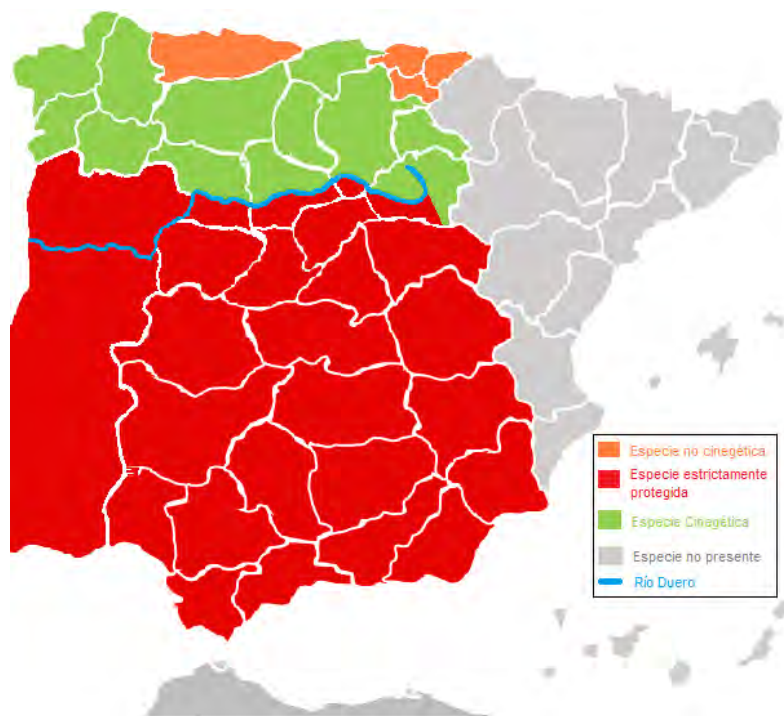 Especie no cinegética
Especie estrictamente
protegida
Especie Cinegética
Especie no presente
Río Duero